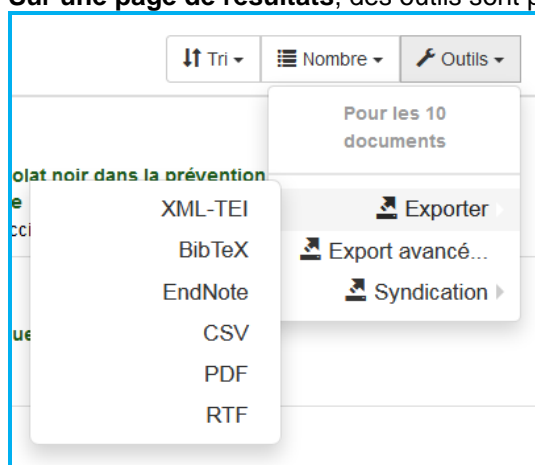 Sur une page de résultats, des outils sont p
Tri
Nombre
Outils
Pour les 10
documents
olat noir dans la prévention
e
cci
Exporter
Export avancé...
Syndication
XML-TEI
BibTeX
EndNote
CSV
PDF
RTF
ue